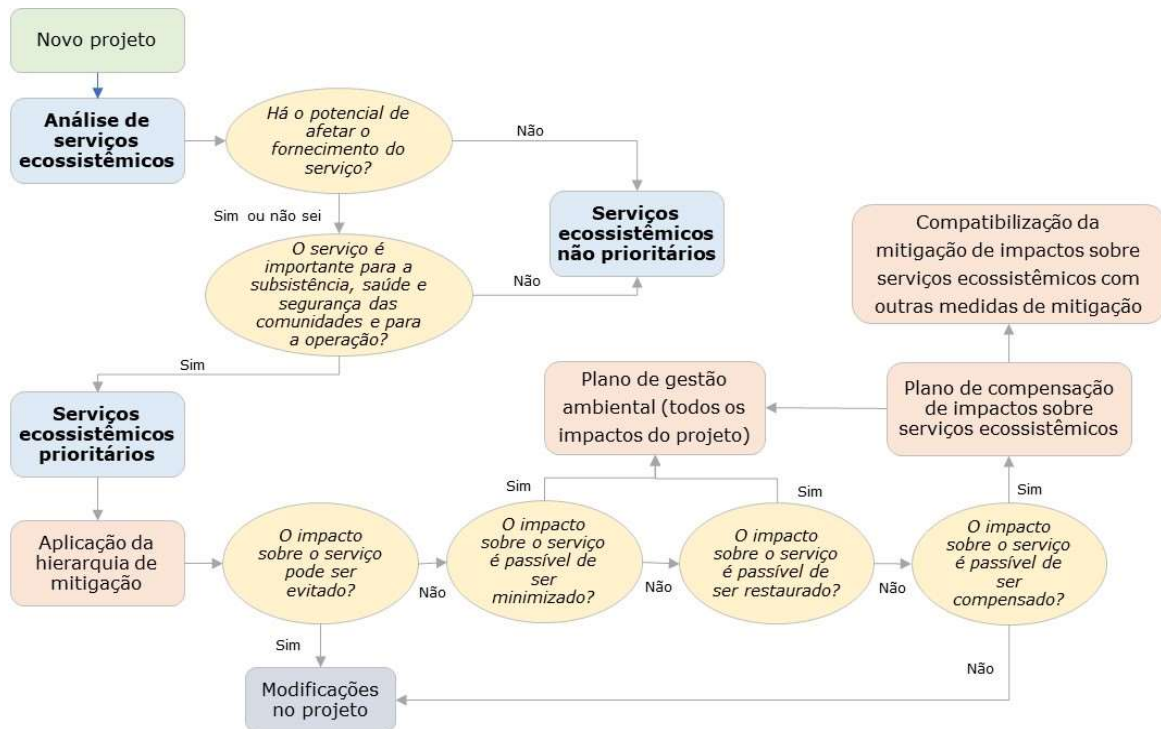 Novo projeto
Análise de
serviços
ecossistêmicos
Há o potencial de
afetar o
fornecimento do
serviço?
Não
Sim ou não sei
Serviços
ecossistêmicos
não prioritários
O serviço é
importante para a
subsistência, saúde e
segurança das
comunidades e para
a operação?
Não
Sim
Compatibilização da
mitigação de impactos sobre
serviços ecossistêmicos com
outras medidas de mitigação
Serviços
ecossistêmicos
prioritários
Plano de gestão
ambiental (todos os
impactos do projeto)
Plano de compensação
de impactos sobre
serviços ecossistêmicos
Sim
Sim
Sim
Aplicação da
hierarquia de
mitigação
O impacto
sobre o serviço
pode ser
evitado?
Não
O impacto
sobre o serviço
é passível de
ser
minimizado?
Não
O impacto
sobre o serviço
é passível de
ser restaurado?
Não
O impacto
sobre o serviço
é passível de
ser
compensado?
Sim
Não
Modificações
no projeto